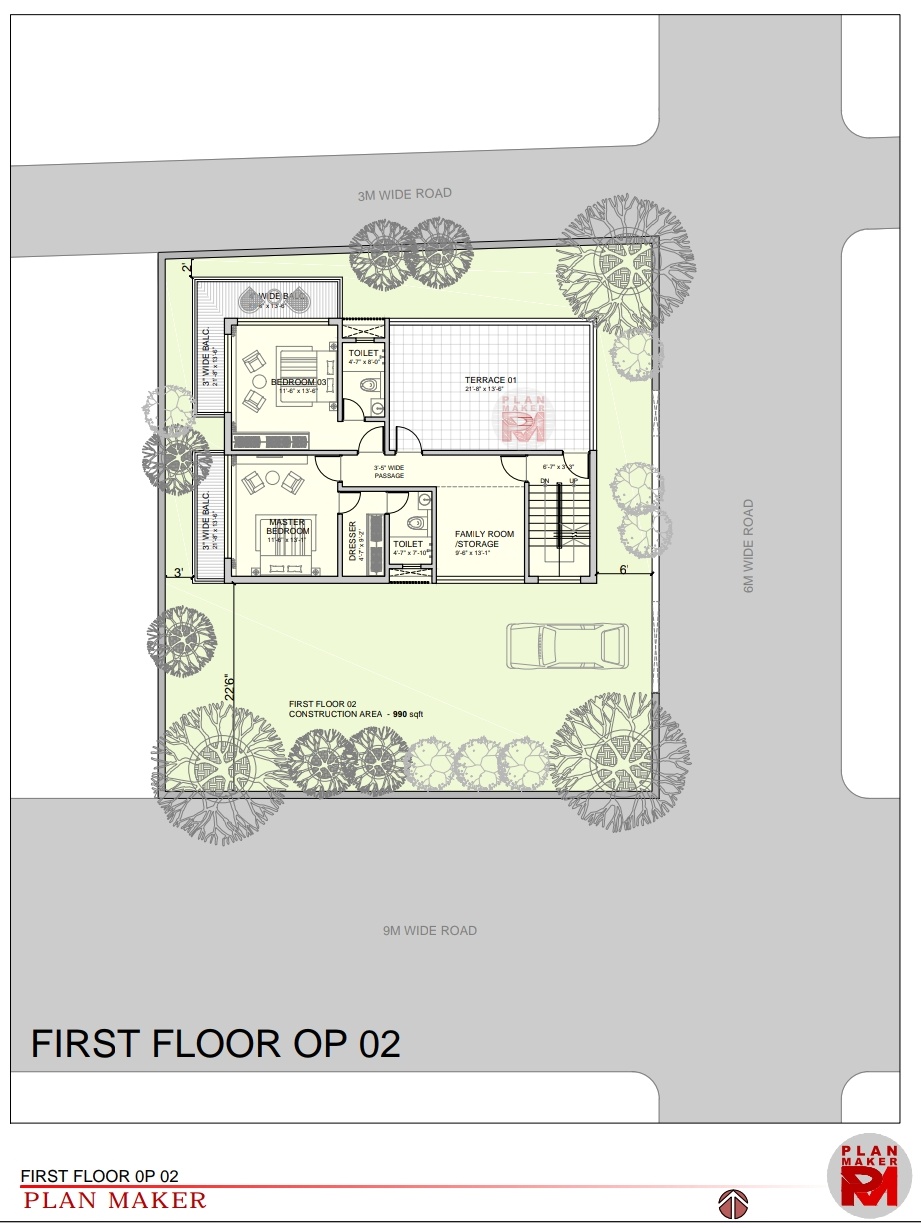 3M WIDE ROAD
2'
WIDE BALC.
x 13'-6"
3" WIDE BALC.
21'-8" x 13'-6"
TOILET
4'-7" x 8'-0"
BEDROOM 03
11'-6" x 13'-6"
TERRACE 01
21'-8" x 13'-6"
PLAN
MAKER
3'-5" WIDE
PASSAGE
6'-7" x 3'-3"
DN
UP
3" WIDE BALC.
21'-8" x 13'-6"
MASTER
BEDROOM
11'-6" x 13'-1"
DRESSER
4'-7" x 9'-2"
TOILET
4'-7" x 7'-10"
FAMILY ROOM
/STORAGE
9'-6" x 13'-1"
3'
6'
6M WIDE ROAD
22'6"
FIRST FLOOR 02
CONSTRUCTION AREA - 990 sqft
9M WIDE ROAD
FIRST FLOOR OP 02
FIRST FLOOR 0P 02
PLAN MAKER
PLAN
MAKER